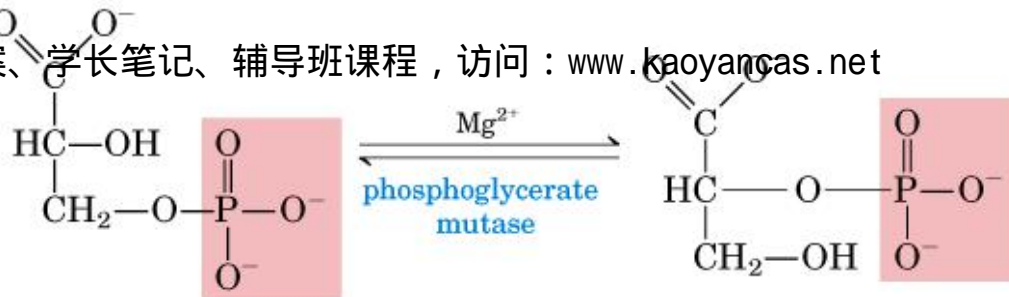 O O⁻
案、学长笔记、辅导班课程，访问：www.kaoyancas.net
C
HC—OH
O
CH₂—O—P—O⁻
O⁻
Mg²⁺
phosphoglycerate
mutase
O O
C
O
HC—O—P—O⁻
CH₂—OH O⁻